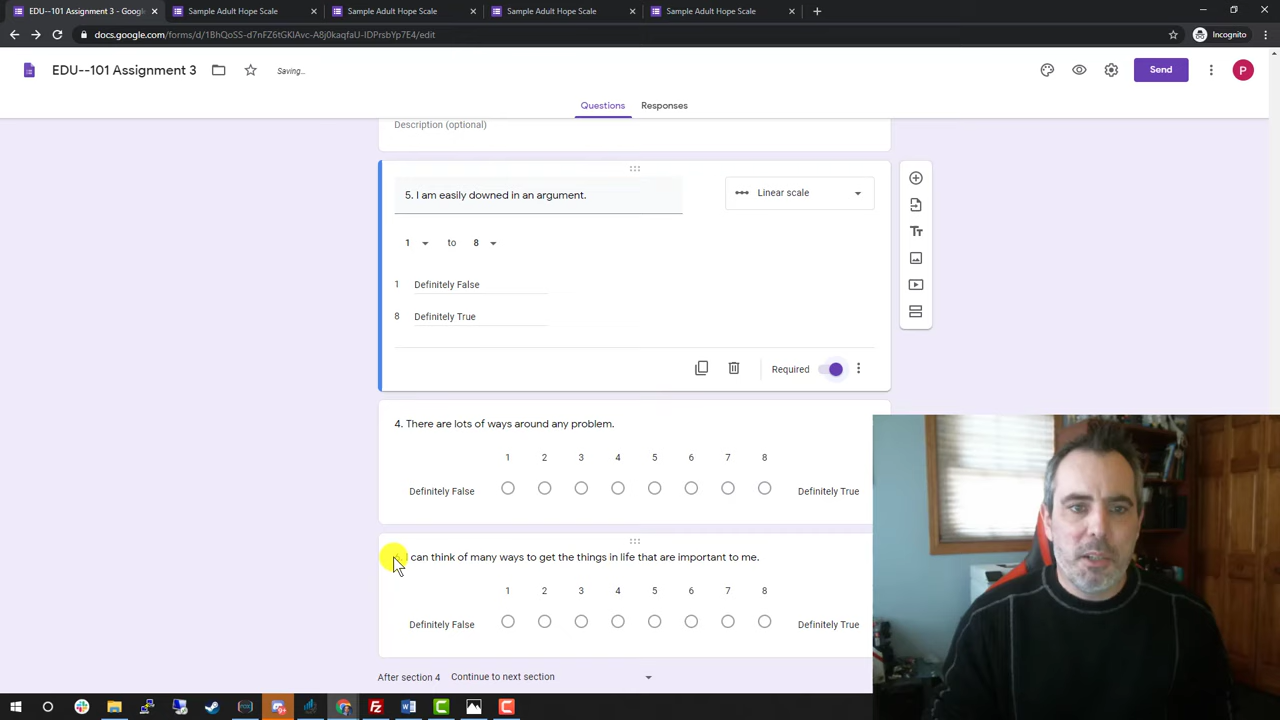 EDU--101 Assignment 3 - Google
Sample Adult Hope Scale
Sample Adult Hope Scale
Sample Adult Hope Scale
Sample Adult Hope Scale
docs.google.com/forms/d/
/edit
Incognito
EDU--101 Assignment 3
Saving...
Send
P
Questions
Responses
Description (optional)
5. I am easily downed in an argument.
Linear scale
1 to 8
1 Definitely False
8 Definitely True
Required
4. There are lots of ways around any problem.
1 2 3 4 5 6 7 8
Definitely False Definitely True
I can think of many ways to get the things in life that are important to me.
1 2 3 4 5 6 7 8
Definitely False Definitely True
After section 4 Continue to next section